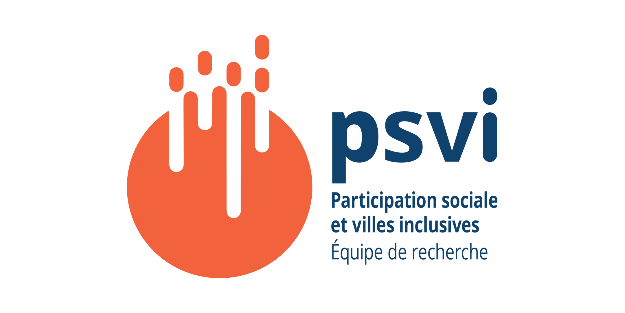 psvi
Participation sociale
et villes inclusives
Équipe de recherche